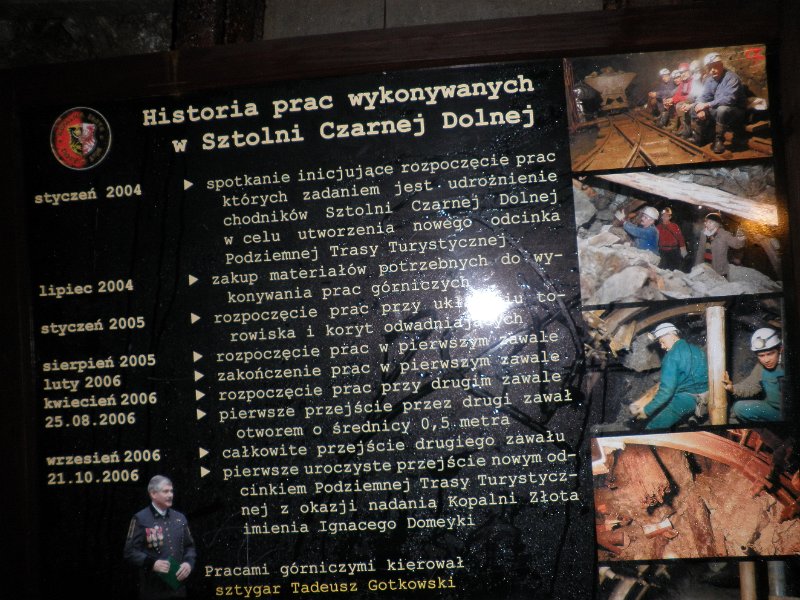 Historia prac wykonywanych
w Sztolni Czarnej Dolnej
styczeń 2004 ► spotkanie inicjujące rozpoczęcie prac
których zadaniem jest udrożnienie
chodników Sztolni Czarnej Dolnej
w celu utworzenia nowego odcinka
Podziemnej Trasy Turystycznej
lipiec 2004 ► zakup materiałów potrzebnych do wy-
konywania prac górniczych
styczeń 2005 ► rozpoczęcie prac przy układaniu to-
rowiska i koryt odwadniających
sierpień 2005 ► rozpoczęcie prac w pierwszym zawale
luty 2006 ► zakończenie prac w pierwszym zawale
kwiecień 2006 ► rozpoczęcie prac przy drugim zawale
25.08.2006 ► pierwsze przejście przez drugi zawał
otworem o średnicy 0,5 metra
wrzesień 2006 ► całkowite przejście drugiego zawału
21.10.2006 ► pierwsze uroczyste przejście nowym od-
cinkiem Podziemnej Trasy Turystycz-
nej z okazji nadania Kopalni Złota
imienia Ignacego Domeyki
Pracami górniczymi kierował
sztygar Tadeusz Gotkowski